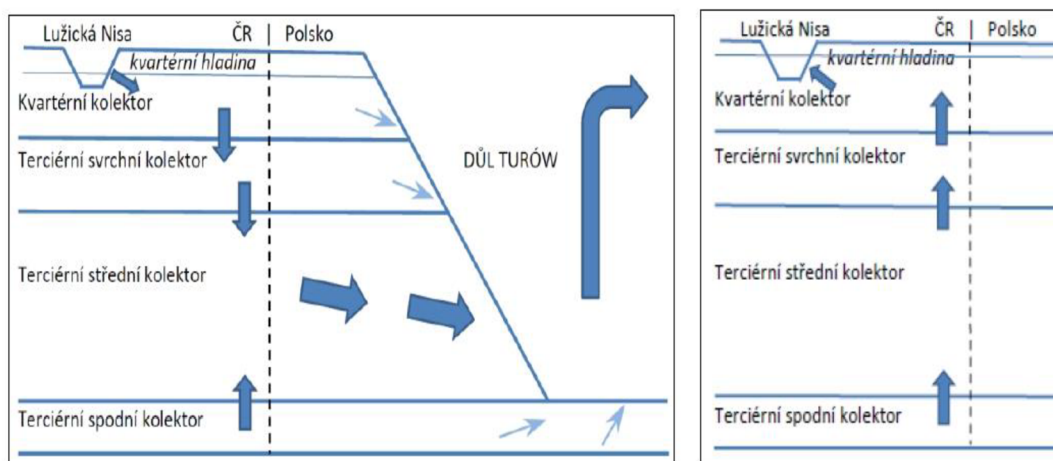 Lužická Nisa ČR | Polsko
kvartérní hladina
Kvartérní kolektor
Terciérní svrchní kolektor
DŮL TURÓW
Terciérní střední kolektor
Terciérní spodní kolektor
Lužická Nisa ČR | Polsko
kvartérní hladina
Kvartérní kolektor
Terciérní svrchní kolektor
Terciérní střední kolektor
Terciérní spodní kolektor